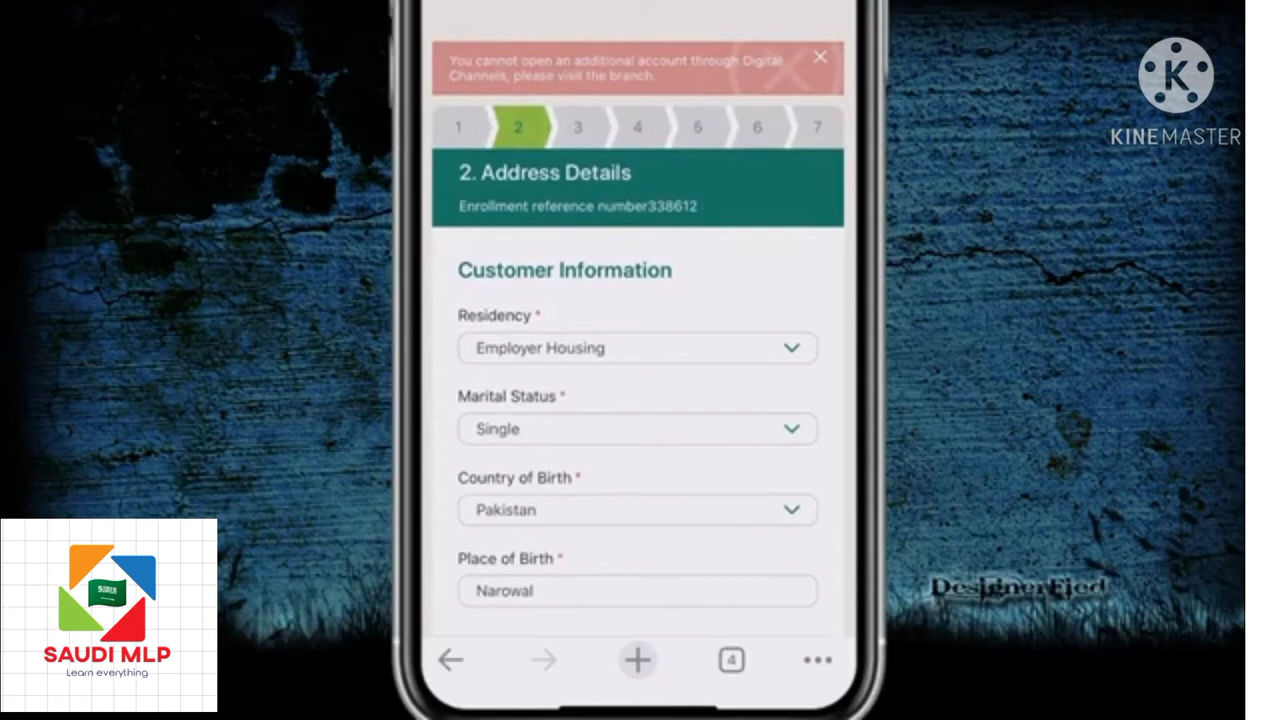 You cannot open an additional account through Digital
Channels, please visit the branch.
1 2 3 4 5 6 7
2. Address Details
Enrollment reference number338612
Customer Information
Residency *
Employer Housing
Marital Status *
Single
Country of Birth *
Pakistan
Place of Birth *
Narowal
4
K
KINEMASTER
DesignerFied
SAUDI MLP
Learn everything